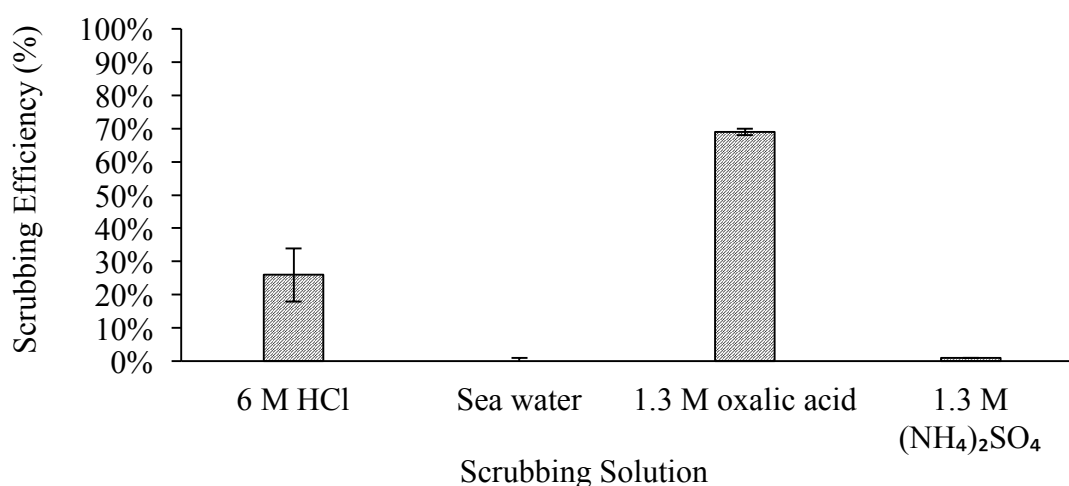 Scrubbing Efficiency (%)
100%
90%
80%
70%
60%
50%
40%
30%
20%
10%
0%
6 M HCl
Sea water
1.3 M oxalic acid
1.3 M
(NH₄)₂SO₄
Scrubbing Solution